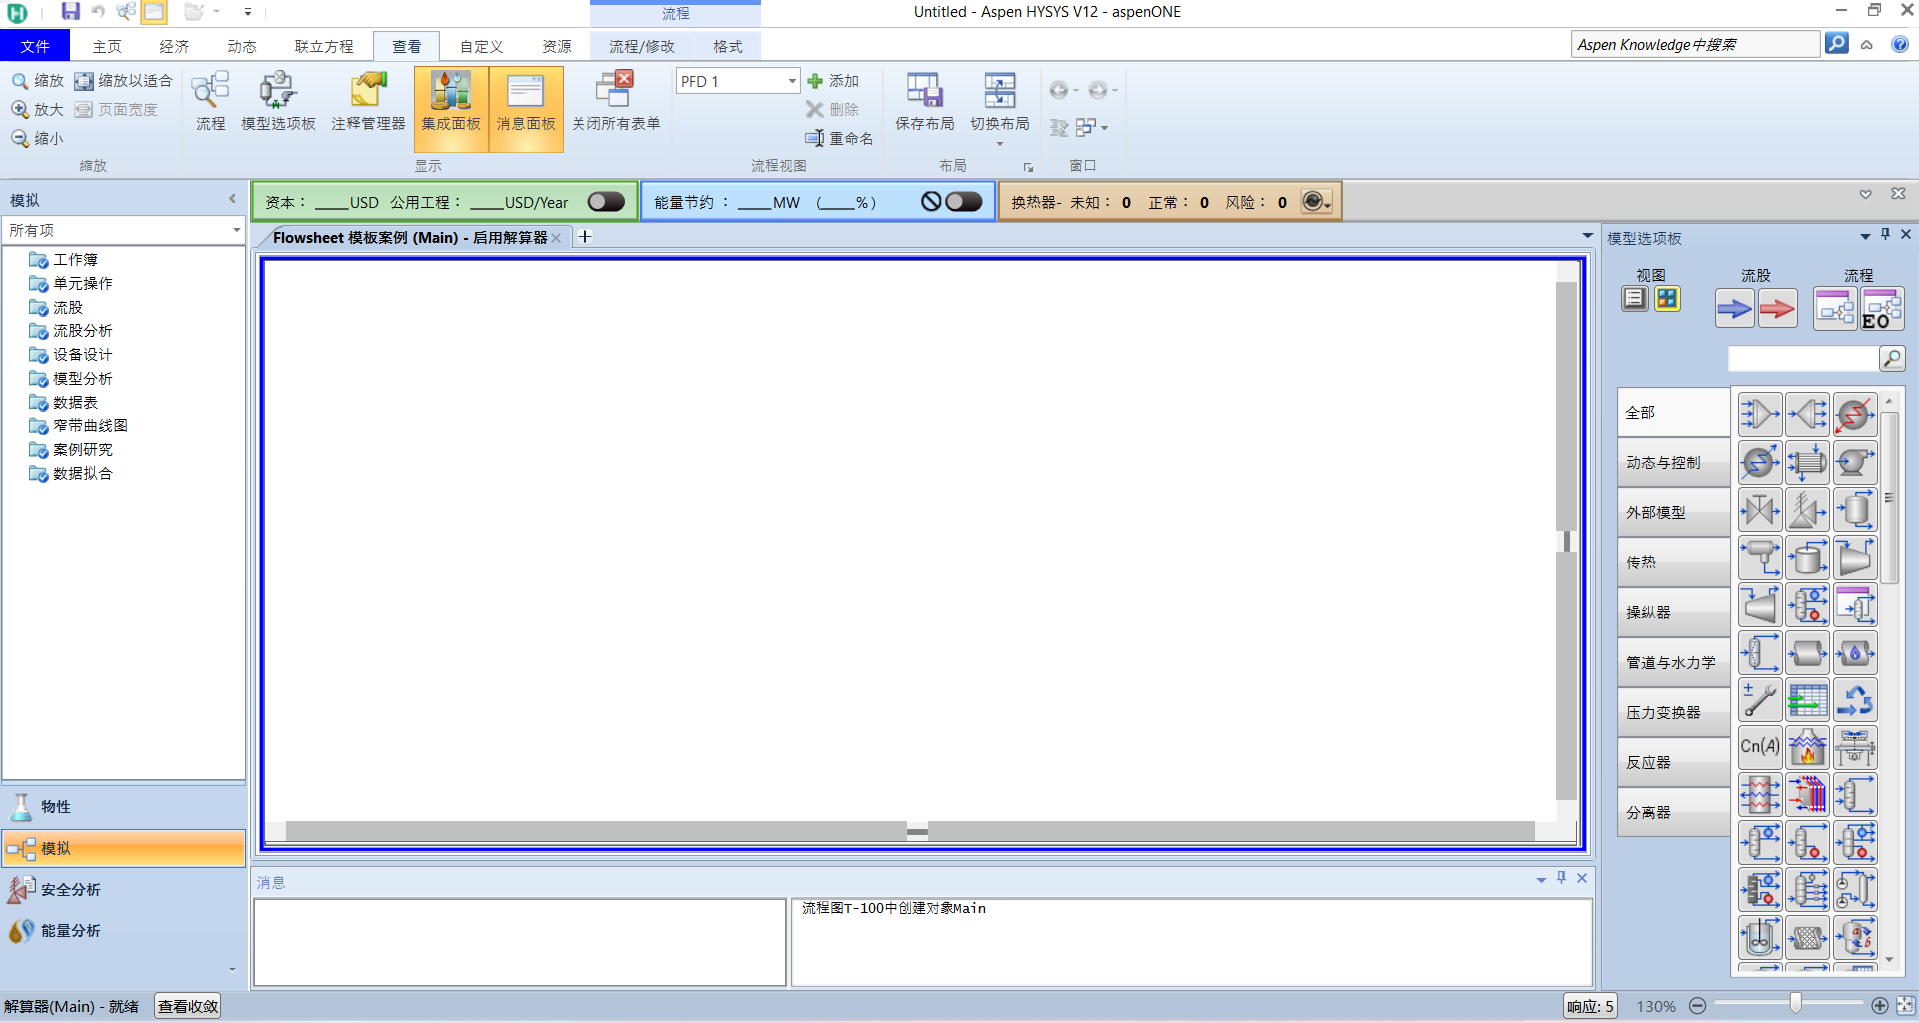 流程
Untitled - Aspen HYSYS V12 - aspenONE
文件
主页
经济
动态
联立方程
查看
自定义
资源
流程/修改
格式
Aspen Knowledge中搜索
缩放
缩放以适合
放大
页面宽度
缩小
缩放
流程
模型选项板
注释管理器
集成面板
消息面板
关闭所有表单
显示
PFD 1
添加
删除
重命名
流程视图
保存布局
切换布局
布局
窗口
模拟
所有项
工作簿
单元操作
流股
流股分析
设备设计
模型分析
数据表
窄带曲线图
案例研究
数据拟合
物性
模拟
安全分析
能量分析
资本： ____USD 公用工程： ____USD/Year
能量节约 ： ____MW (____%)
换热器- 未知： 0 正常： 0 风险： 0
Flowsheet 模板案例 (Main) - 启用解算器
消息
流程图T-100中创建对象Main
模型选项板
视图
流股
流程
EO
全部
动态与控制
外部模型
传热
操纵器
管道与水力学
压力变换器
反应器
分离器
Cn(A)
a
b
解算器(Main) - 就绪
查看收敛
响应: 5
130%